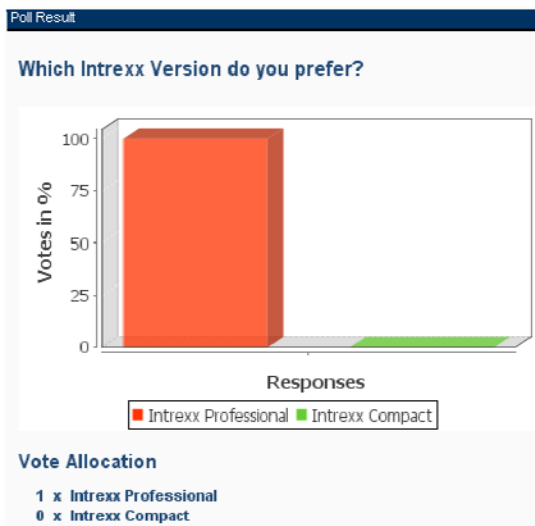 Poll Result
Which Intrexx Version do you prefer?
100
75
50
25
0
Votes in %
Responses
Intrexx Professional Intrexx Compact
Vote Allocation
1 x Intrexx Professional
0 x Intrexx Compact